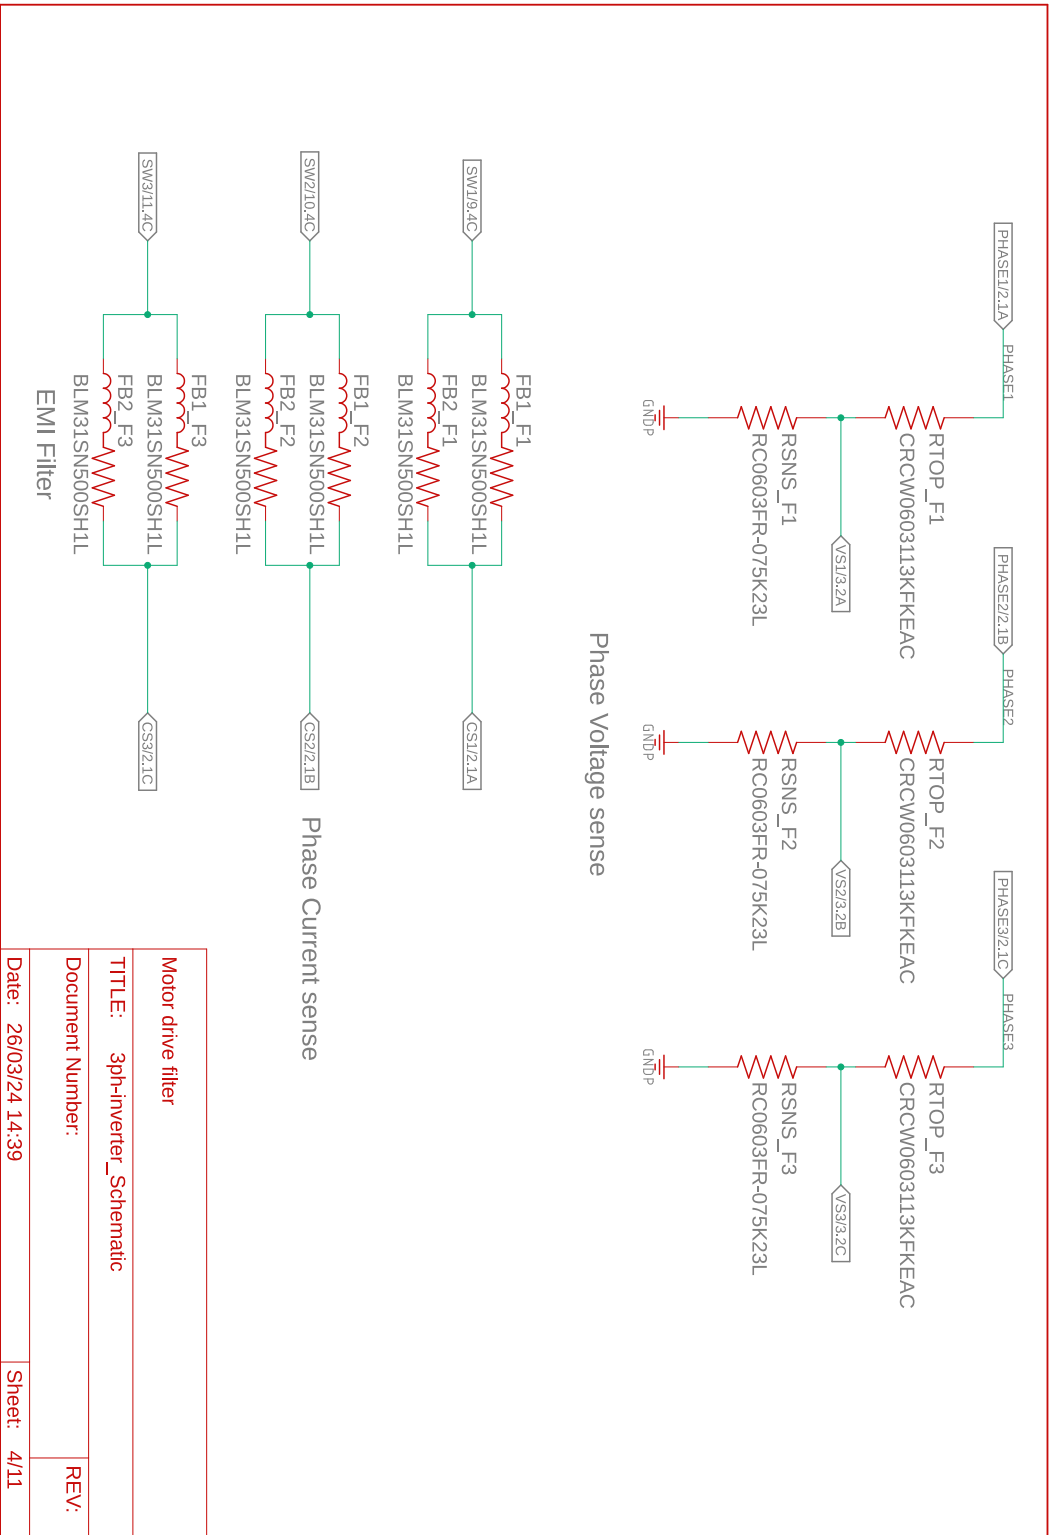 PHASE1/2.1A
PHASE1
PHASE2/2.1B
PHASE2
PHASE3/2.1C
PHASE3
RTOP_F1
CRCW0603113KFKEAC
RTOP_F2
CRCW0603113KFKEAC
RTOP_F3
CRCW0603113KFKEAC
VS1/3.2A
VS2/3.2B
VS3/3.2C
RSNS_F1
RC0603FR-075K23L
RSNS_F2
RC0603FR-075K23L
RSNS_F3
RC0603FR-075K23L
GNDP
GNDP
GNDP
Phase Voltage sense
FB1_F1
BLM31SN500SH1L
SW1/9.4C
CS1/2.1A
FB2_F1
BLM31SN500SH1L
FB1_F2
BLM31SN500SH1L
SW2/10.4C
CS2/2.1B
Phase Current sense
FB2_F2
BLM31SN500SH1L
FB1_F3
BLM31SN500SH1L
SW3/11.4C
CS3/2.1C
FB2_F3
BLM31SN500SH1L
EMI Filter
Motor drive filter
TITLE: 3ph-inverter_Schematic
Document Number:
REV:
Date: 26/03/24 14:39
Sheet: 4/11